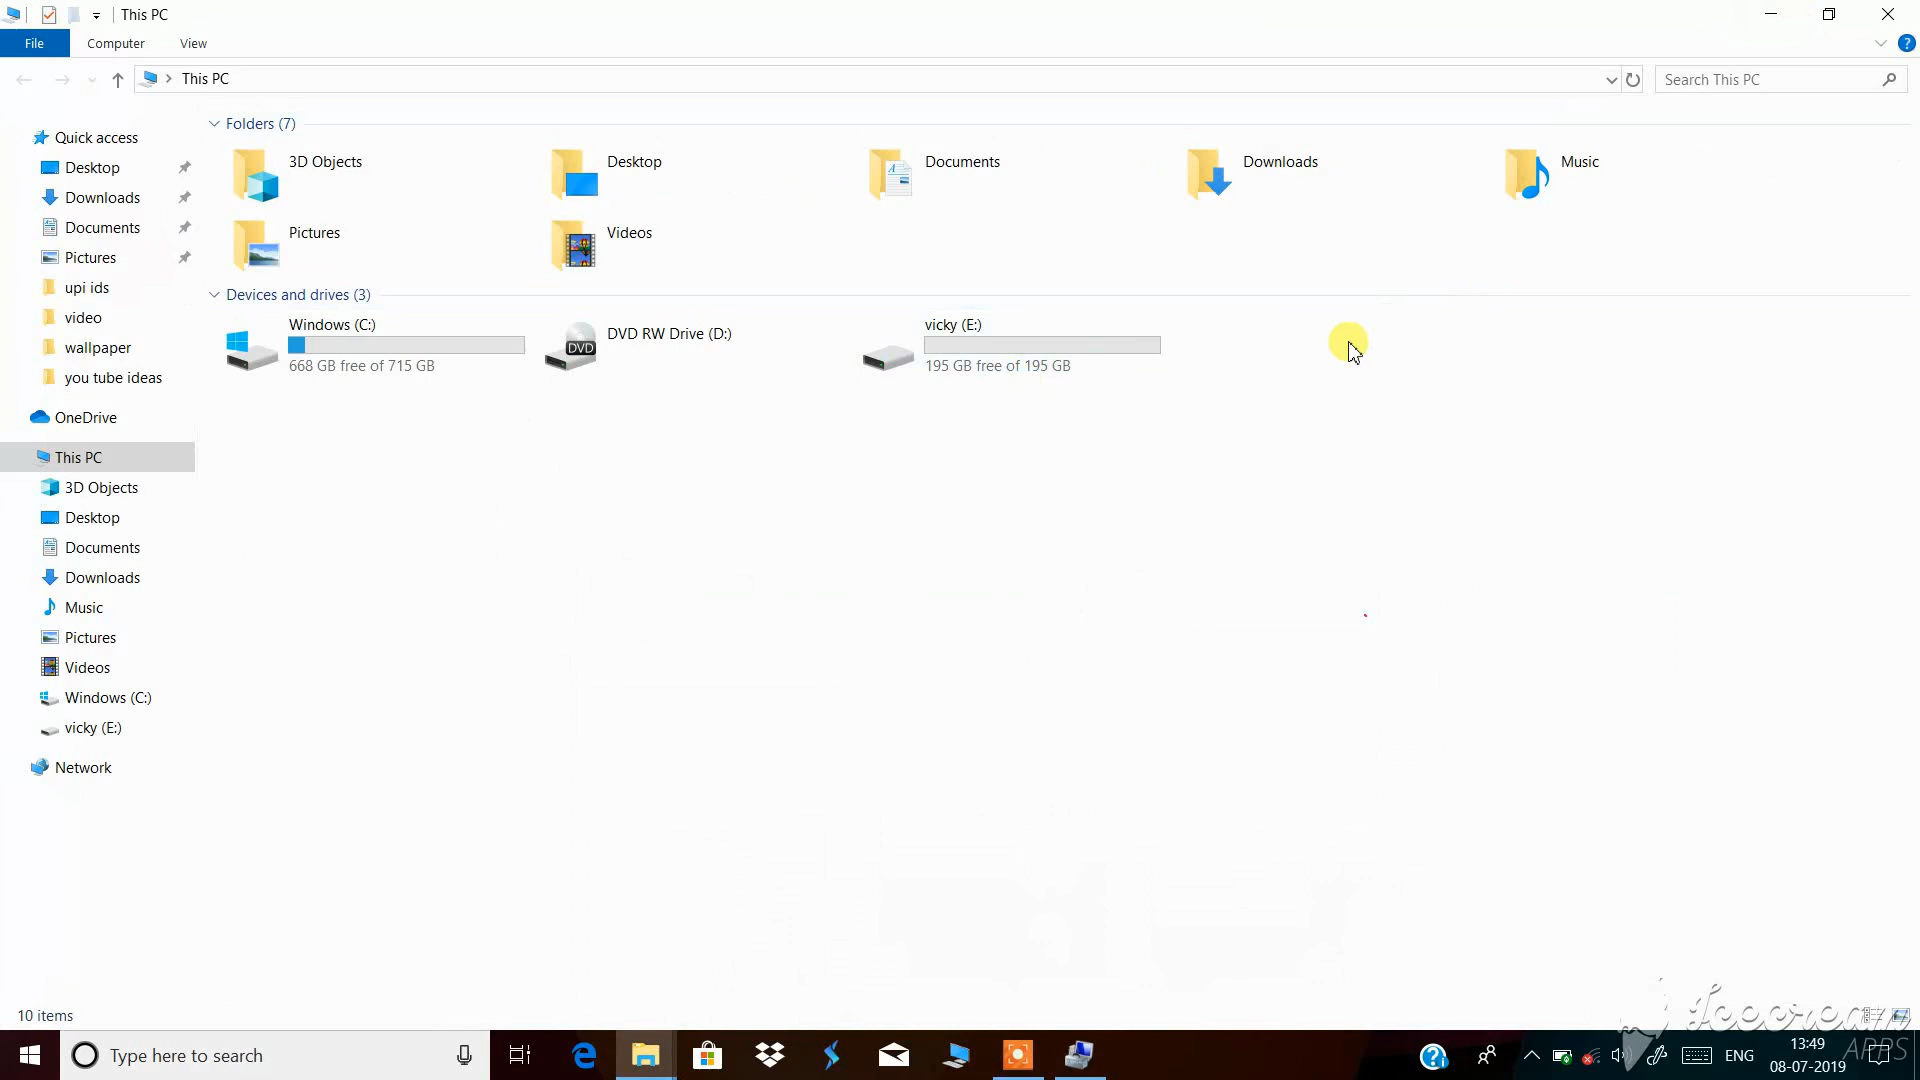 This PC
File
Computer
View
This PC
Search This PC
Quick access
Desktop
Downloads
Documents
Pictures
upi ids
video
wallpaper
you tube ideas
OneDrive
This PC
3D Objects
Desktop
Documents
Downloads
Music
Pictures
Videos
Windows (C:)
vicky (E:)
Network
Folders (7)
3D Objects
Desktop
Documents
Downloads
Music
Pictures
Videos
Devices and drives (3)
Windows (C:)
668 GB free of 715 GB
DVD
DVD RW Drive (D:)
vicky (E:)
195 GB free of 195 GB
10 items
Icecream
APPS
Type here to search
ENG
13:49
08-07-2019